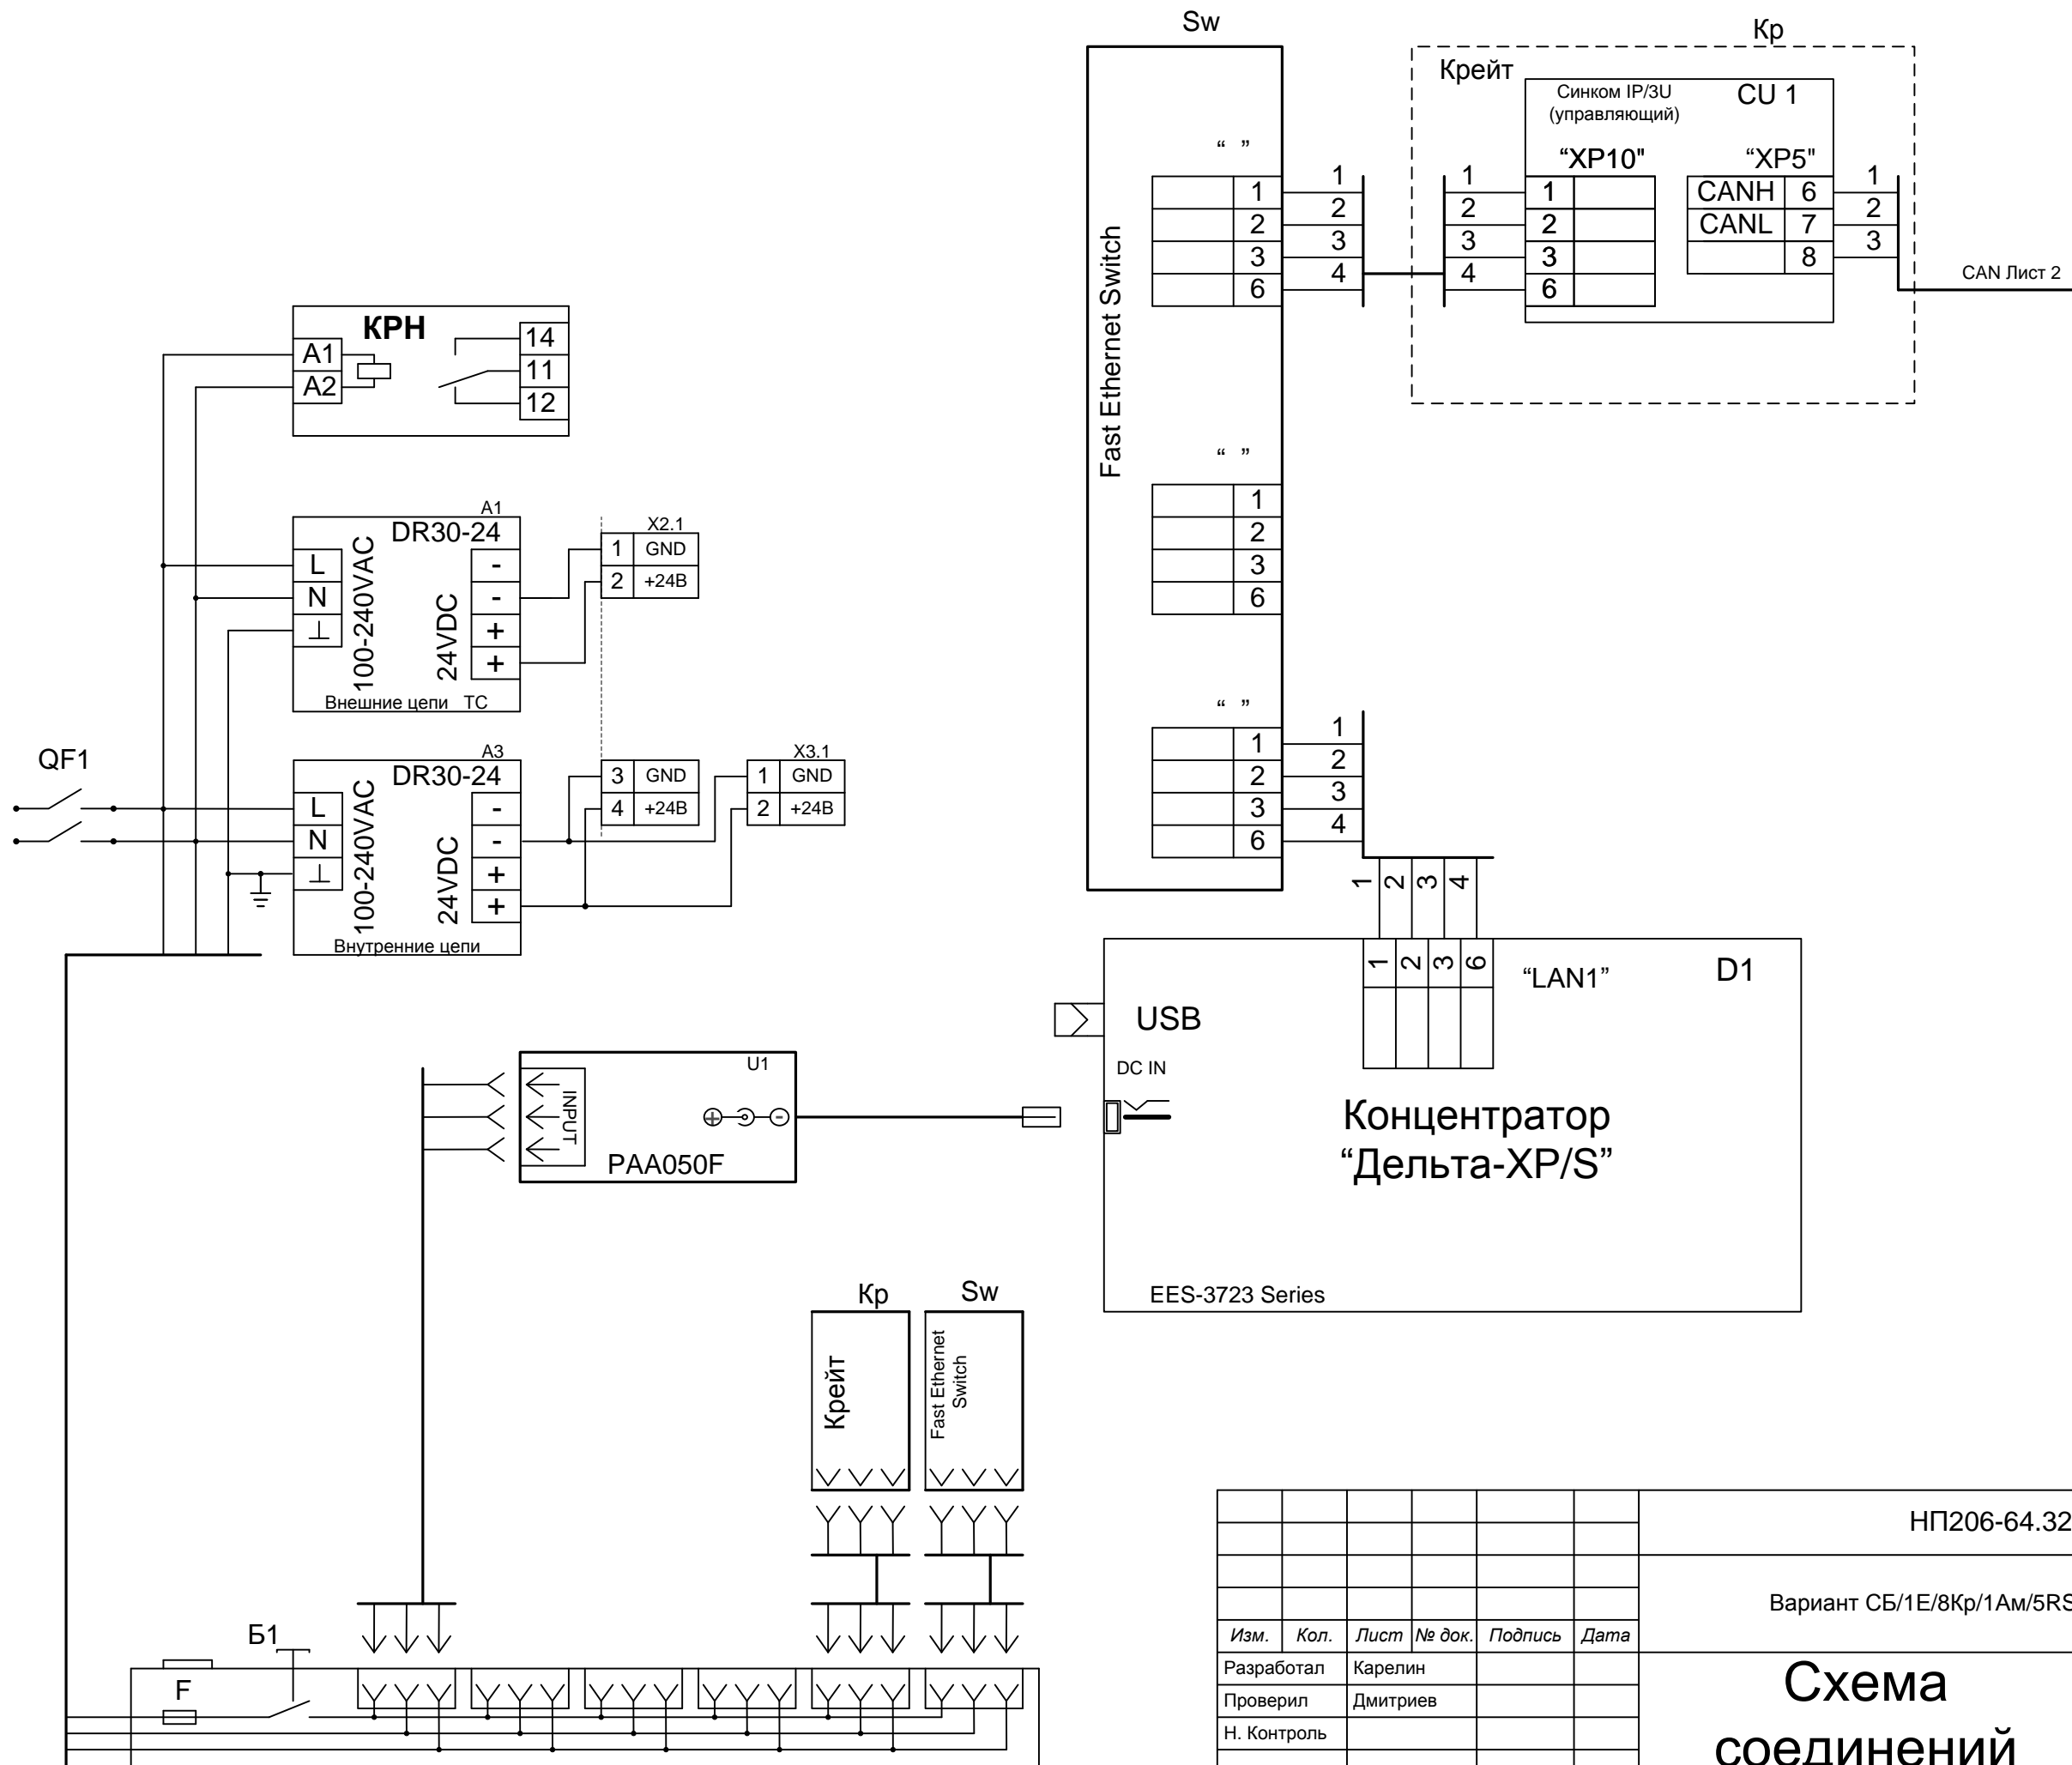 Sw
Кр
Крейт
Синком IP/3U
(управляющий)
CU 1
“XP10"
“XP5"
Fast Ethernet Switch
“ ”
1
2
3
6
1
2
3
4
1
2
3
4
1
2
3
6
CANH 6
CANL 7
8
1
2
3
CAN Лист 2
КРН
A1
A2
14
11
12
“ ”
1
2
3
6
A1
DR30-24
L
N
⊥
100-240VAC
24VDC
-
-
+
+
Внешние цепи ТС
X2.1
1 GND
2 +24В
“ ”
1
2
3
6
1
2
3
4
QF1
A3
DR30-24
L
N
⊥
100-240VAC
24VDC
-
-
+
+
Внутренние цепи
3 GND
4 +24В
X3.1
1 GND
2 +24В
1 2 3 4
1 2 3 6
“LAN1”
D1
USB
DC IN
Концентратор
“Дельта-XP/S”
EES-3723 Series
U1
INPUT
PAA050F
Кр
Sw
Крейт
Fast Ethernet
Switch
Б1
F
НП206-64.32
Вариант СБ/1Е/8Кр/1Ам/5RS
Изм. Кол. Лист № док. Подпись Дата
Разработал Карелин
Проверил Дмитриев
Н. Контроль
Схема
соединений